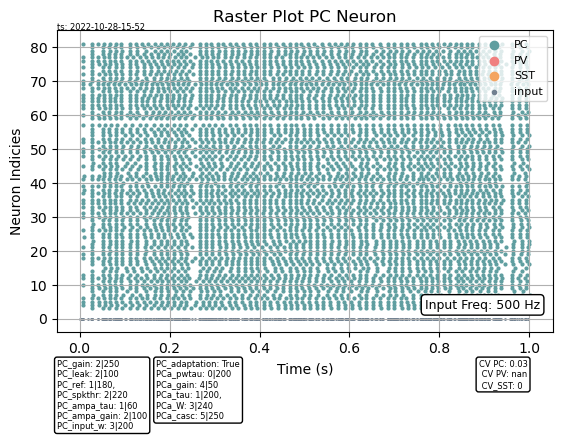 Raster Plot PC Neuron
ts: 2022-10-28-15-52
PC
PV
SST
input
80
70
60
50
40
30
20
10
0
Neuron Indicies
Input Freq: 500 Hz
0.0 0.2 0.4 0.6 0.8 1.0
Time (s)
PC_gain: 2|250
PC_leak: 2|100
PC_ref: 1|180,
PC_spkthr: 2|220
PC_ampa_tau: 1|60
PC_ampa_gain: 2|100
PC_input_w: 3|200
PC_adaptation: True
PCa_pwtau: 0|200
PCa_gain: 4|50
PCa_tau: 1|200,
PCa_W: 3|240
PCa_casc: 5|250
CV PC: 0.03
CV PV: nan
CV_SST: 0